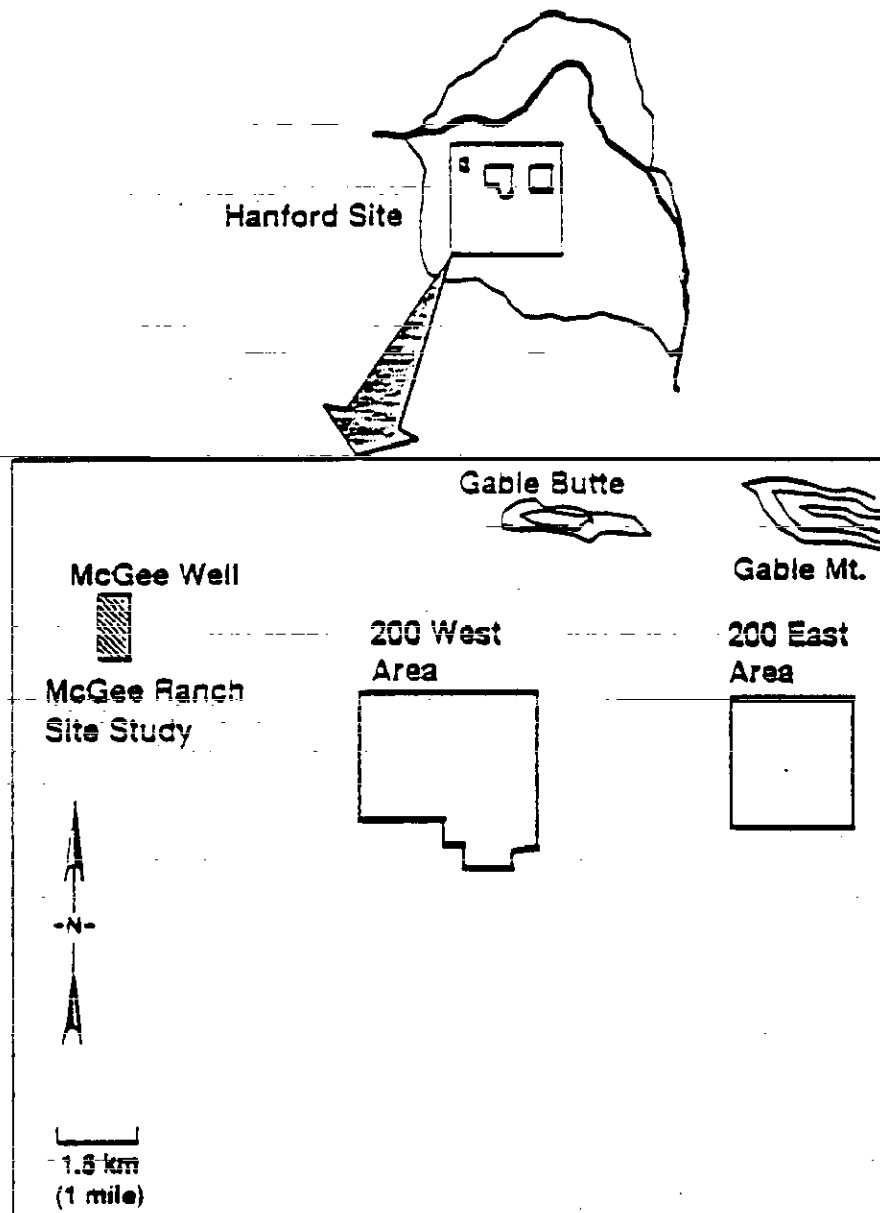 Hanford Site
Gable Butte
Gable Mt.
McGee Well
McGee Ranch
Site Study
200 West
Area
200 East
Area
-N-
1.6 km
(1 mile)